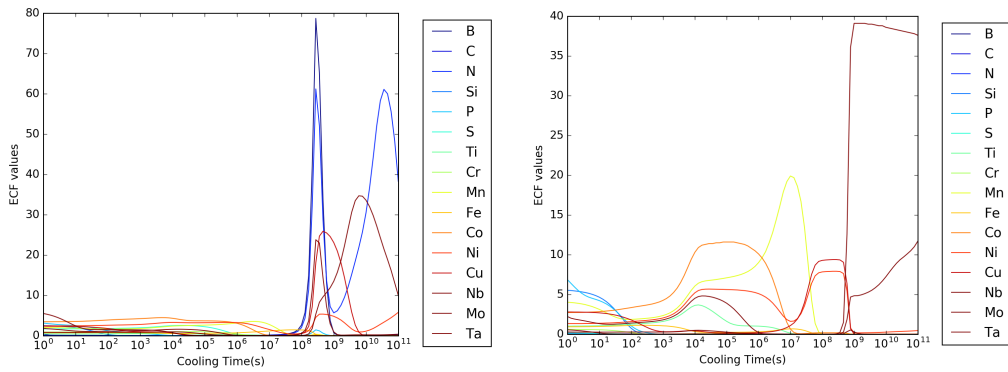 80
70
60
50
40
30
20
10
0
ECF values
10^0 10^1 10^2 10^3 10^4 10^5 10^6 10^7 10^8 10^9 10^10 10^11
Cooling Time(s)
B
C
N
Si
P
S
Ti
Cr
Mn
Fe
Co
Ni
Cu
Nb
Mo
Ta
40
35
30
25
20
15
10
5
0
ECF values
10^0 10^1 10^2 10^3 10^4 10^5 10^6 10^7 10^8 10^9 10^10 10^11
Cooling Time(s)
B
C
N
Si
P
S
Ti
Cr
Mn
Fe
Co
Ni
Cu
Nb
Mo
Ta